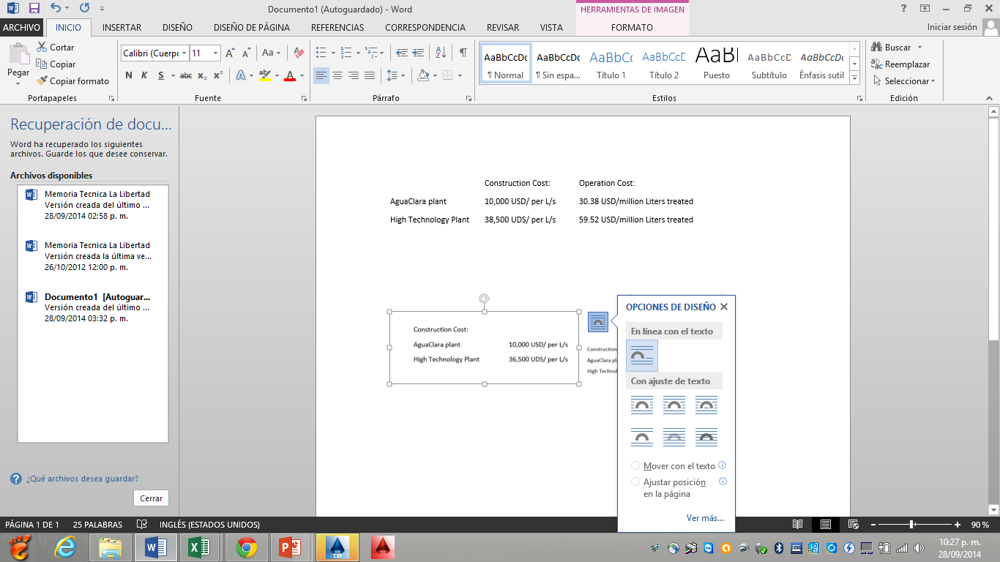 Documento1 (Autoguardado) - Word
HERRAMIENTAS DE IMAGEN
ARCHIVO INICIO INSERTAR DISEÑO DISEÑO DE PÁGINA REFERENCIAS CORRESPONDENCIA REVISAR VISTA FORMATO Iniciar sesión
Pegar
Cortar
Copiar
Copiar formato
Portapapeles
Calibri (Cuerpo 11
Aa
N K S abc x₂ x²
Fuente
Párrafo
AaBbCcDc AaBbCcDc AaBbCc AaBbCcD AaBl AaBbCcD AaBbCcDc
¶ Normal ¶ Sin espa... Título 1 Título 2 Puesto Subtítulo Énfasis sutil
Estilos
Buscar
Reemplazar
Seleccionar
Edición
Recuperación de docu...
Word ha recuperado los siguientes
archivos. Guarde los que desee conservar.
Archivos disponibles
Memoria Tecnica La Libertad
Versión creada del último ...
28/09/2014 02:58 p. m.
Memoria Tecnica La Libertad
Versión creada la última ve...
26/10/2012 12:00 p. m.
Documento1 [Autoguar...
Versión creada del último ...
28/09/2014 03:32 p. m.
¿Qué archivos desea guardar?
Cerrar
Construction Cost: Operation Cost:
AguaClara plant 10,000 USD/ per L/s 30.38 USD/million Liters treated
High Technology Plant 38,500 UDS/ per L/s 59.52 USD/million Liters treated
Construction Cost:
AguaClara plant 10,000 USD/ per L/s
High Technology Plant 36,500 UDS/ per L/s
Construction
AguaClara pl
High Technol
OPCIONES DE DISEÑO
En línea con el texto
Con ajuste de texto
Mover con el texto
Ajustar posición
en la página
Ver más...
PÁGINA 1 DE 1 25 PALABRAS INGLÉS (ESTADOS UNIDOS) 90 %
C3D
10:27 p. m.
28/09/2014